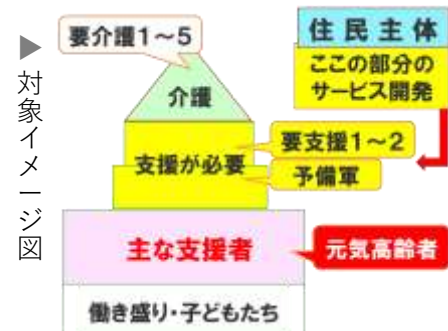 ▶対象イメージ図
要介護1～5
介護
支援が必要
要支援1～2
予備軍
住民主体
ここの部分の
サービス開発
主な支援者
元気高齢者
働き盛り・子どもたち